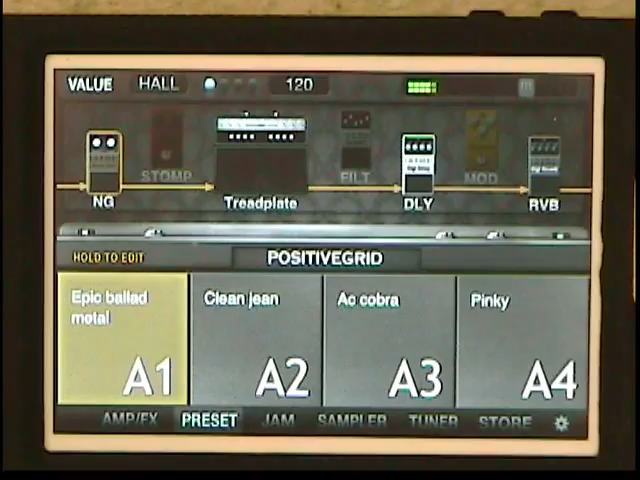 VALUE HALL 120
STOMP FILT MOD
NG Treadplate DLY RVB
HOLD TO EDIT POSITIVEGRID
Epic ballad Clean jean Ac cobra Pinky
metal
A1 A2 A3 A4
AMP/FX PRESET JAM SAMPLER TUNER STORE